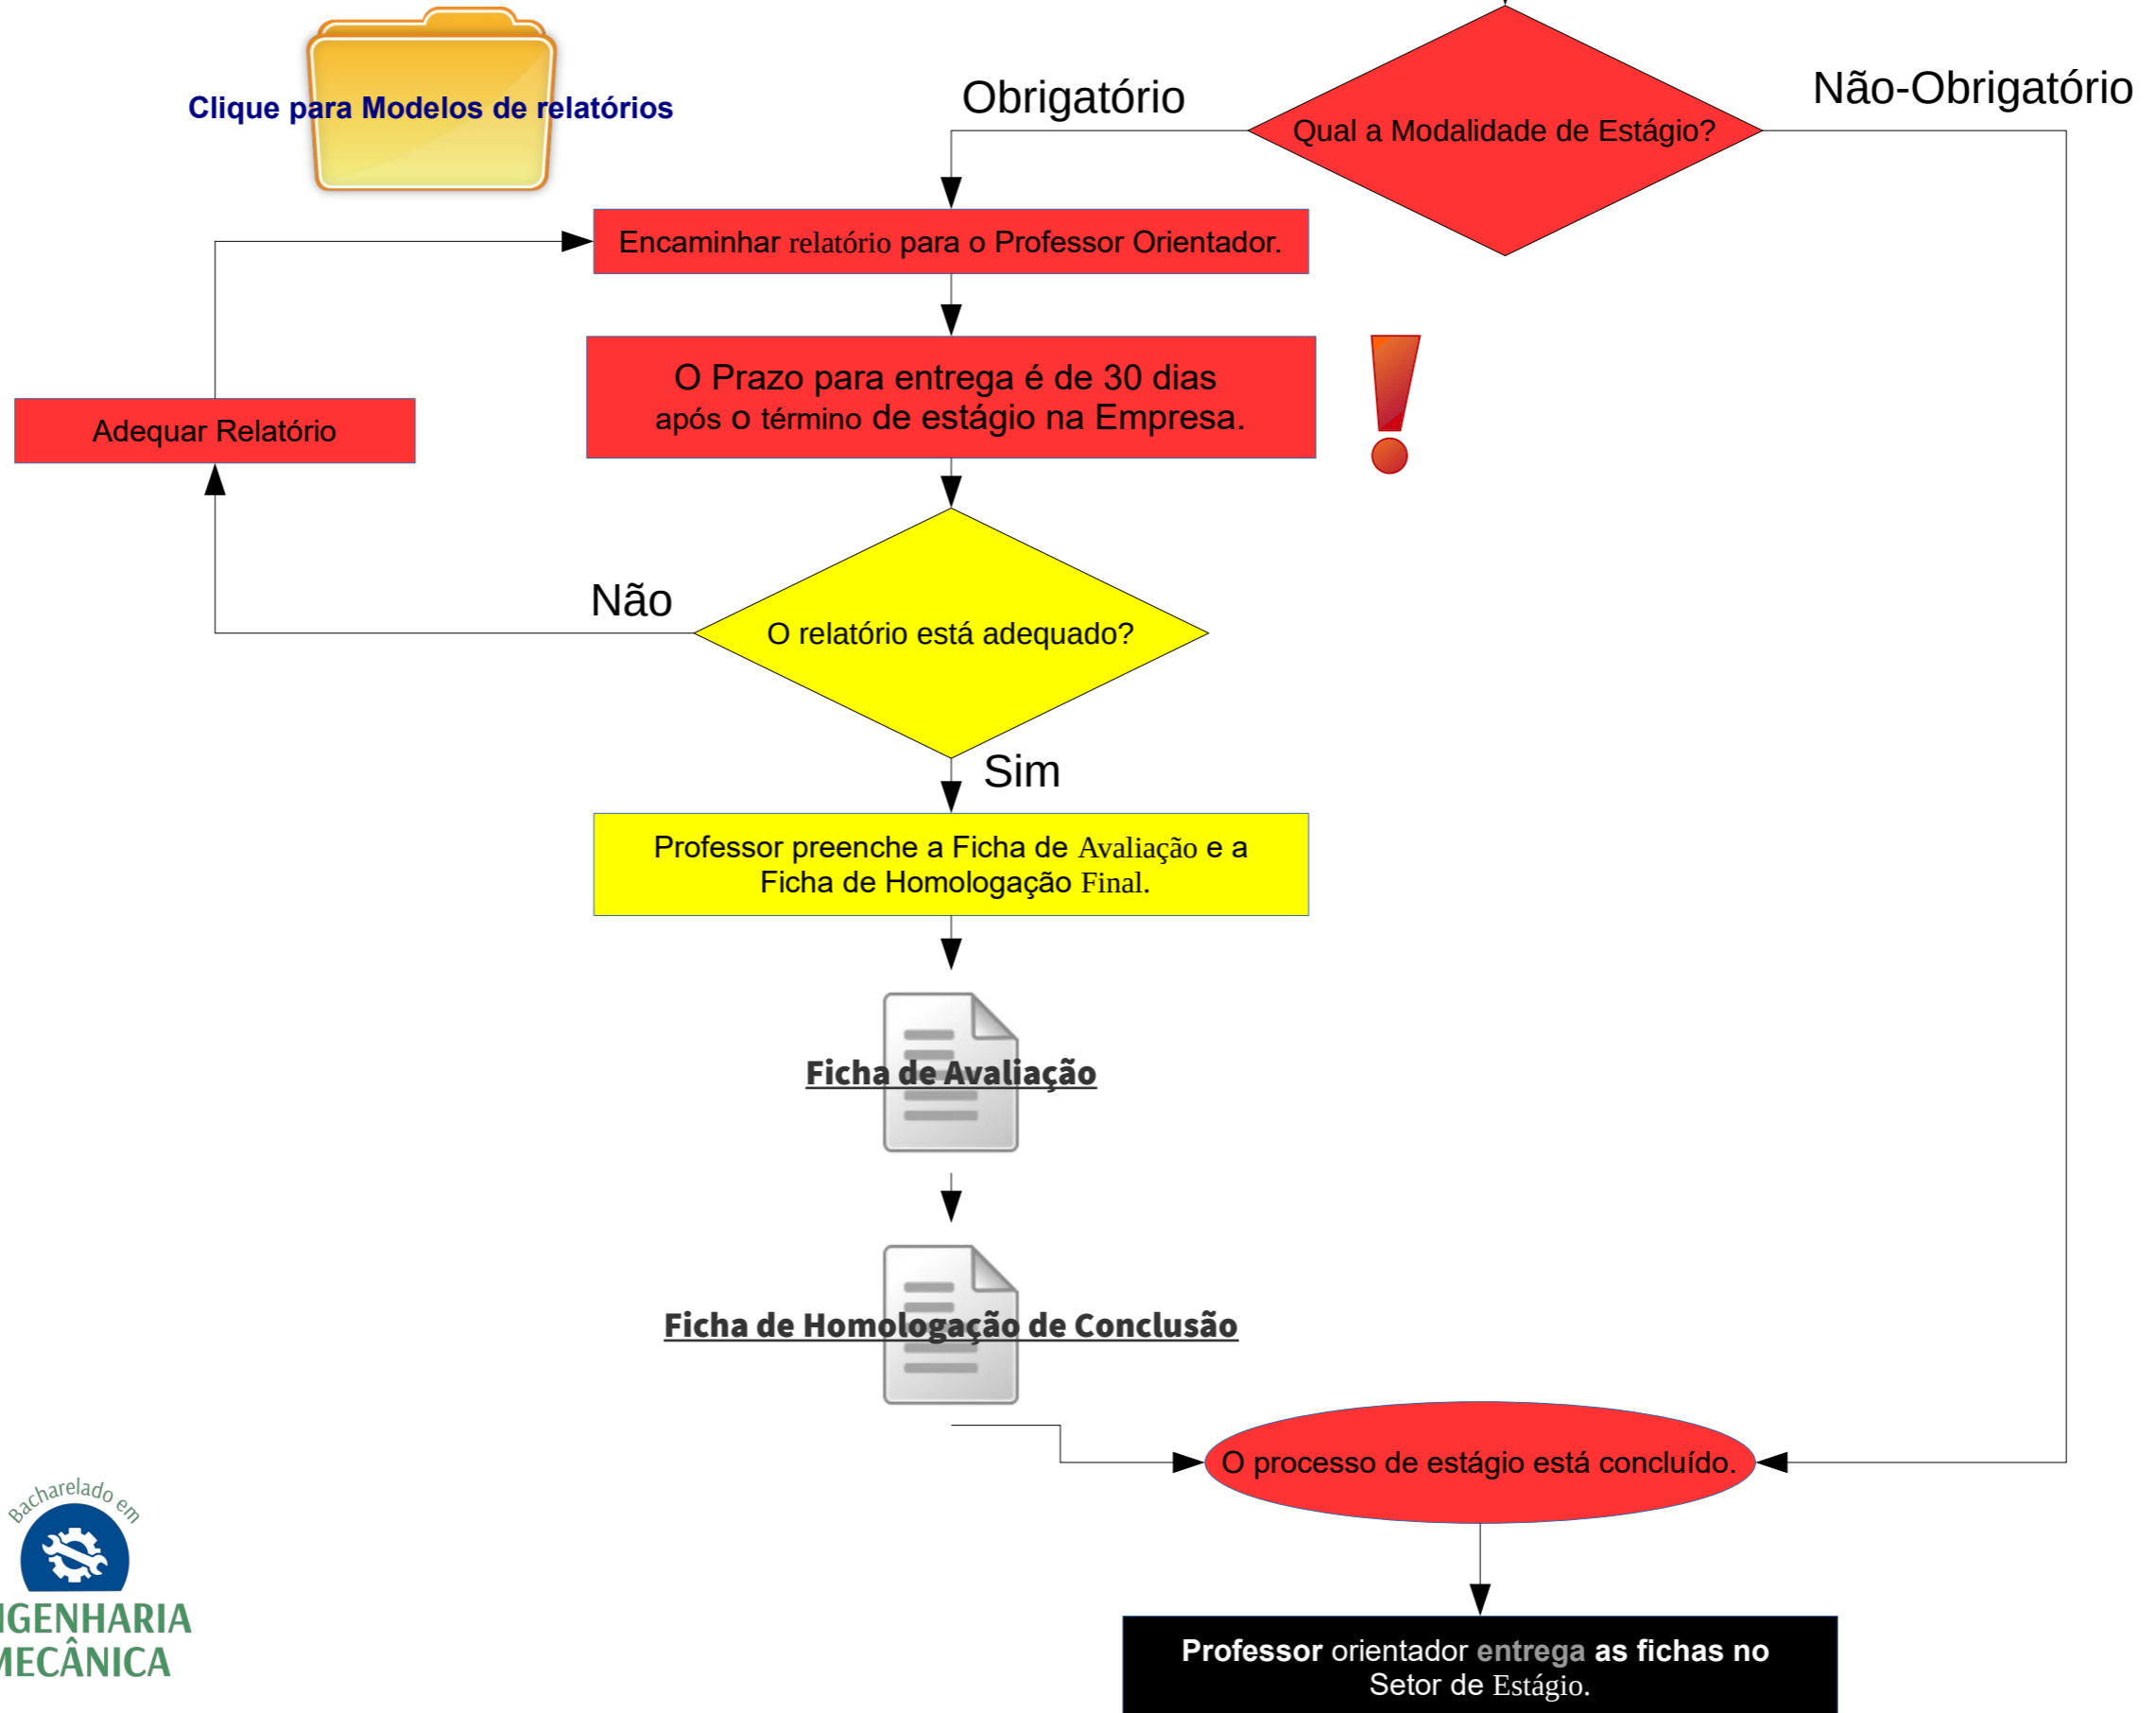 Clique para Modelos de relatórios
Obrigatório
Não-Obrigatório
Qual a Modalidade de Estágio?
Encaminhar relatório para o Professor Orientador.
O Prazo para entrega é de 30 dias
após o término de estágio na Empresa.
Adequar Relatório
Não
O relatório está adequado?
Sim
Professor preenche a Ficha de Avaliação e a
Ficha de Homologação Final.
Ficha de Avaliação
Ficha de Homologação de Conclusão
O processo de estágio está concluído.
Bacharelado em
NGENHARIA
MECÂNICA
Professor orientador entrega as fichas no
Setor de Estágio.